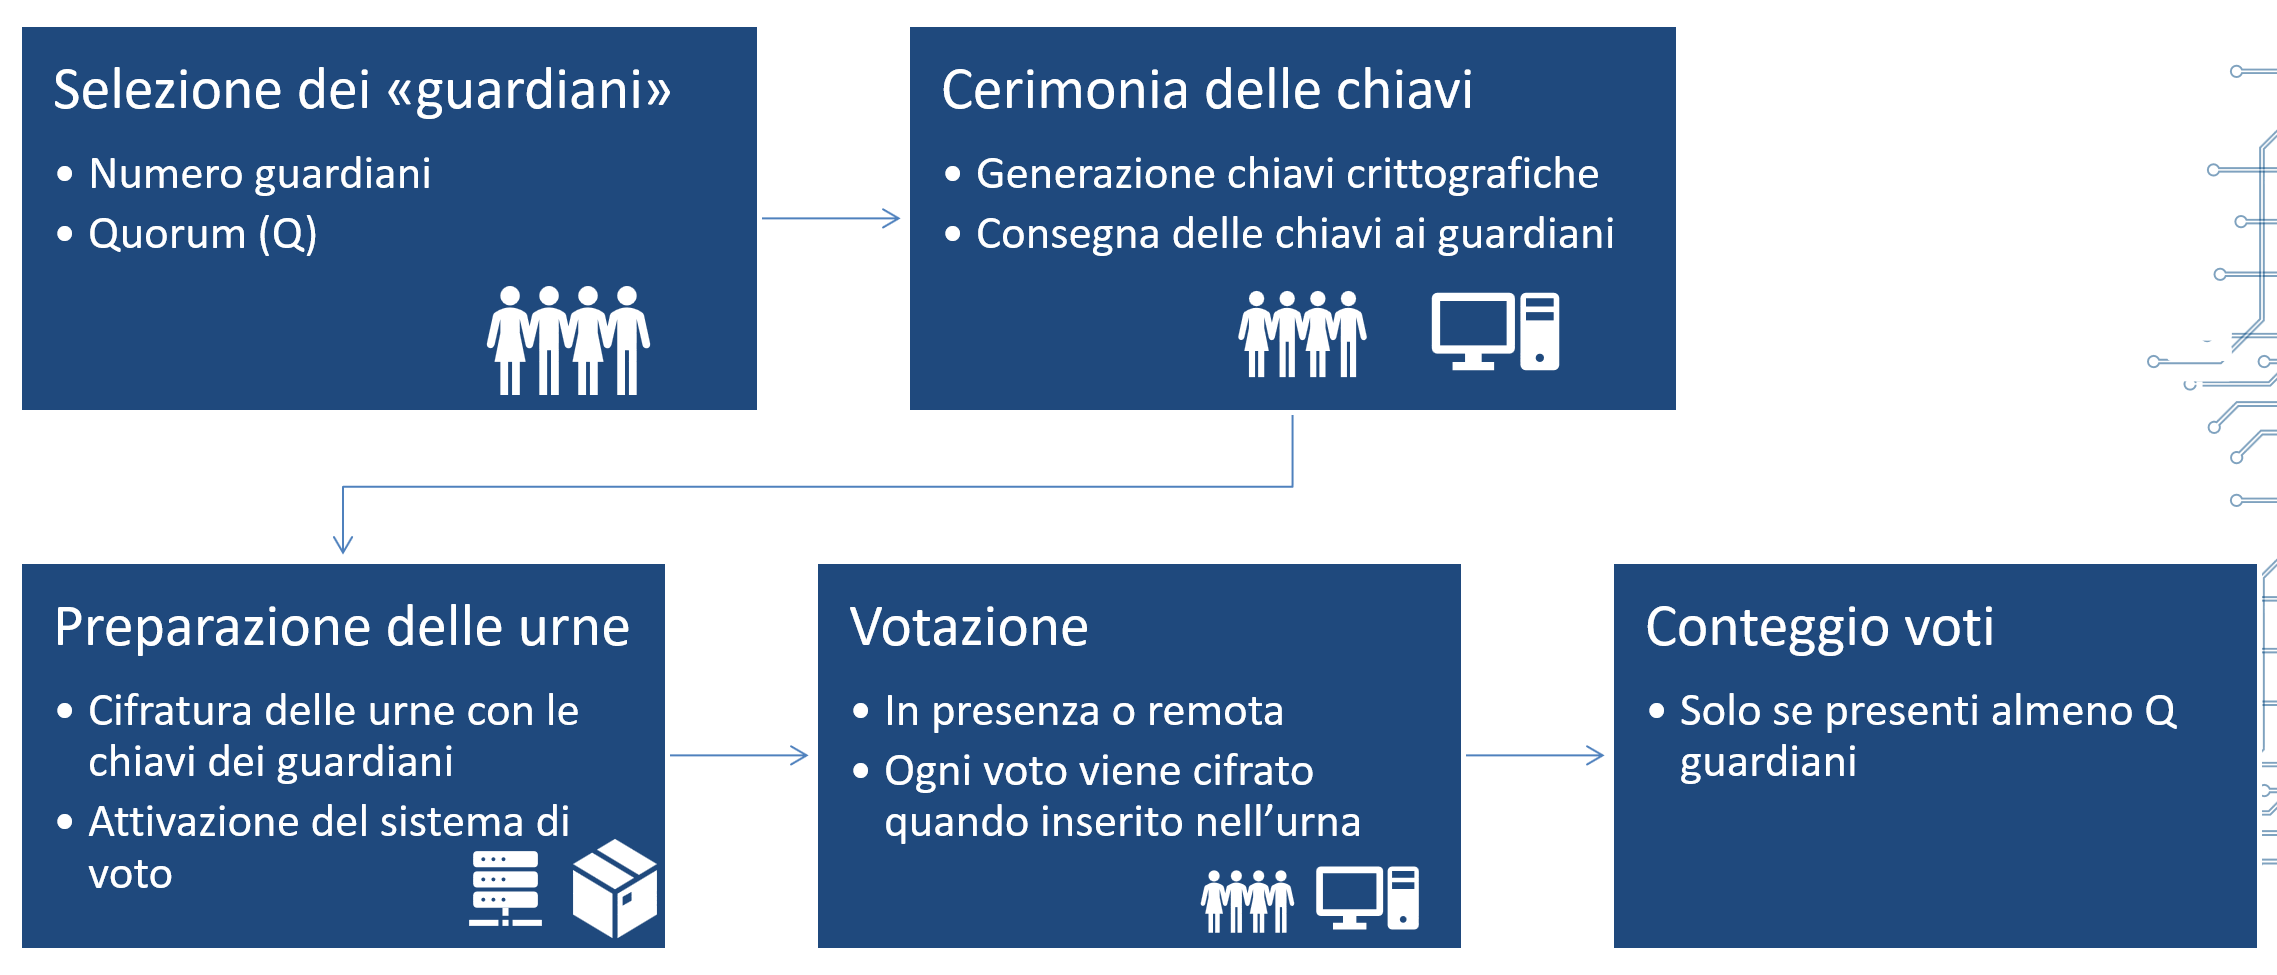 Selezione dei «guardiani»
• Numero guardiani
• Quorum (Q)
Cerimonia delle chiavi
• Generazione chiavi crittografiche
• Consegna delle chiavi ai guardiani
Preparazione delle urne
• Cifratura delle urne con le
chiavi dei guardiani
• Attivazione del sistema di
voto
Votazione
• In presenza o remota
• Ogni voto viene cifrato
quando inserito nell’urna
Conteggio voti
• Solo se presenti almeno Q
guardiani